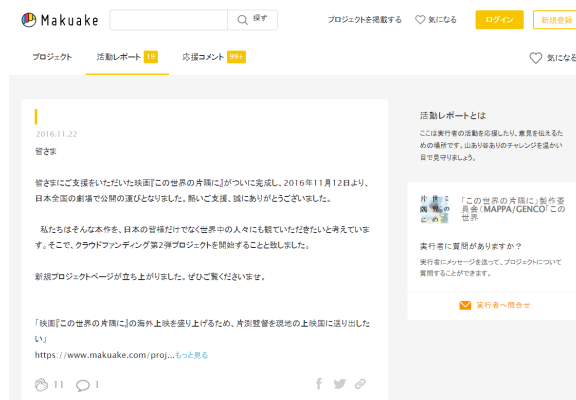 Makuake
探す
プロジェクトを掲載する
気になる
ログイン
新規登録
プロジェクト
活動レポート 19
応援コメント 99+
気になる
2016.11.22
皆さま
皆さまにご支援をいただいた映画『この世界の片隅に』がついに完成し、2016年11月12日より、
日本全国の劇場で公開の運びとなりました。熱いご支援、誠にありがとうございました。
私たちはそんな本作を、日本の皆様だけでなく世界中の人々にも観ていただきたいと考えていま
す。そこで、クラウドファンディング第2弾プロジェクトを開始することと致しました。
新規プロジェクトページが立ち上がりました。ぜひご覧くださいませ。
「映画『この世界の片隅に』の海外上映を盛り上げるため、片渕監督を現地の上映国に送り出した
い」
https://www.makuake.com/proj...もっと見る
11
1
活動レポートとは
ここは実行者の活動を応援したり、意見を伝えるた
めの場所です。山あり谷ありのチャレンジを温かい
目で見守りましょう。
この世界の片隅に
「この世界の片隅に」製作委
員会（MAPPA/GENCO「この
世界の
実行者に質問がありますか？
実行者にメッセージを送って、プロジェクトについて
質問することができます。
実行者へ問合せ